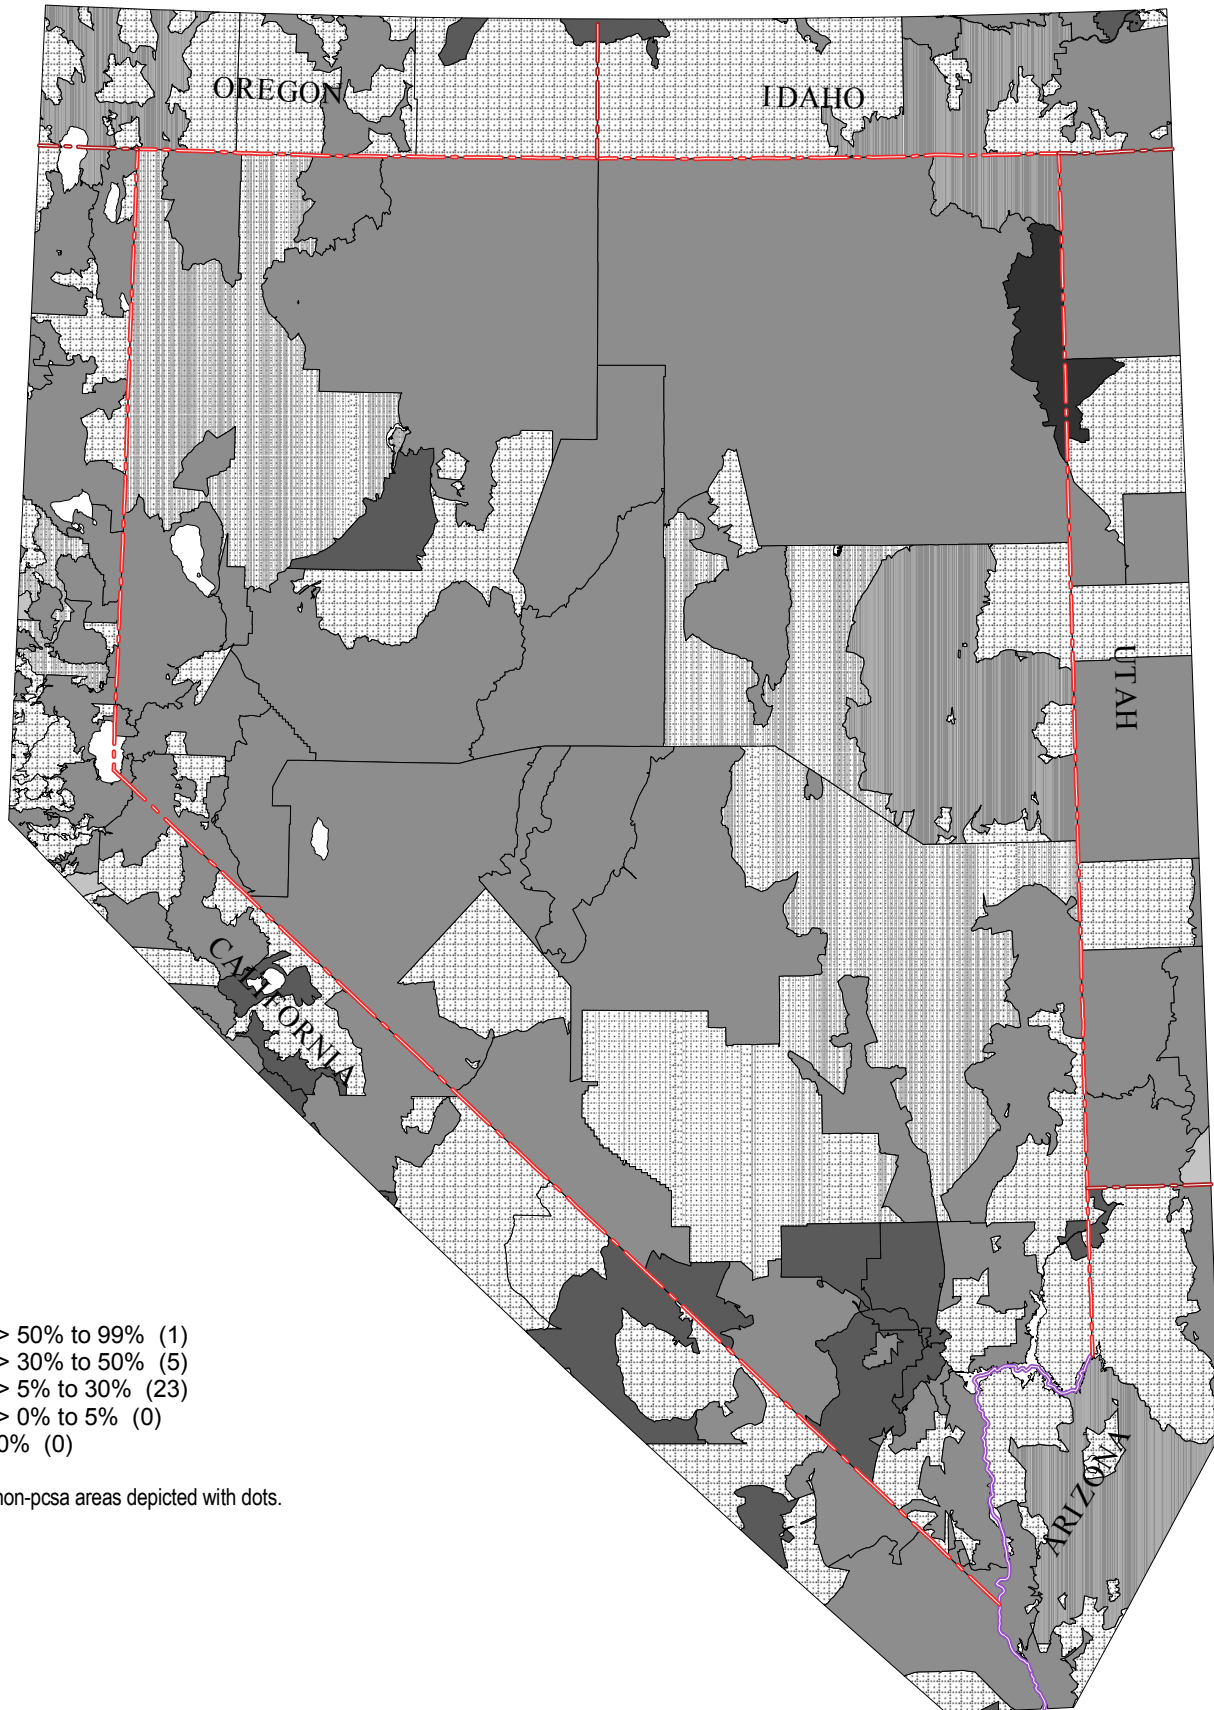 OREGON
IDAHO
UTAH
CALIFORNIA
ARIZONA
> 50% to 99% (1)
> 30% to 50% (5)
> 5% to 30% (23)
> 0% to 5% (0)
0% (0)
non-pcsa areas depicted with dots.